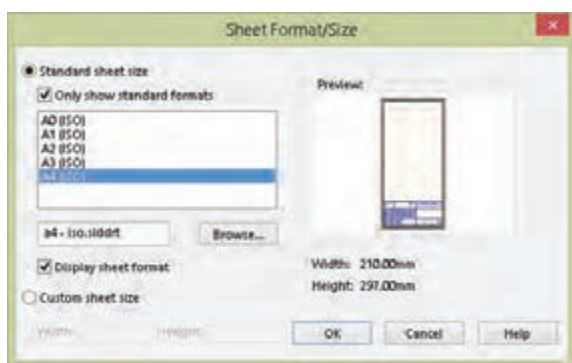 Sheet Format/Size
Standard sheet size
Only show standard formats
A0 (ISO)
A1 (ISO)
A2 (ISO)
A3 (ISO)
A4 (ISO)
a4 - iso.slddrt
Browse...
Display sheet format
Custom sheet size
Width:
Height:
Preview:
Width: 210.00mm
Height: 297.00mm
OK
Cancel
Help